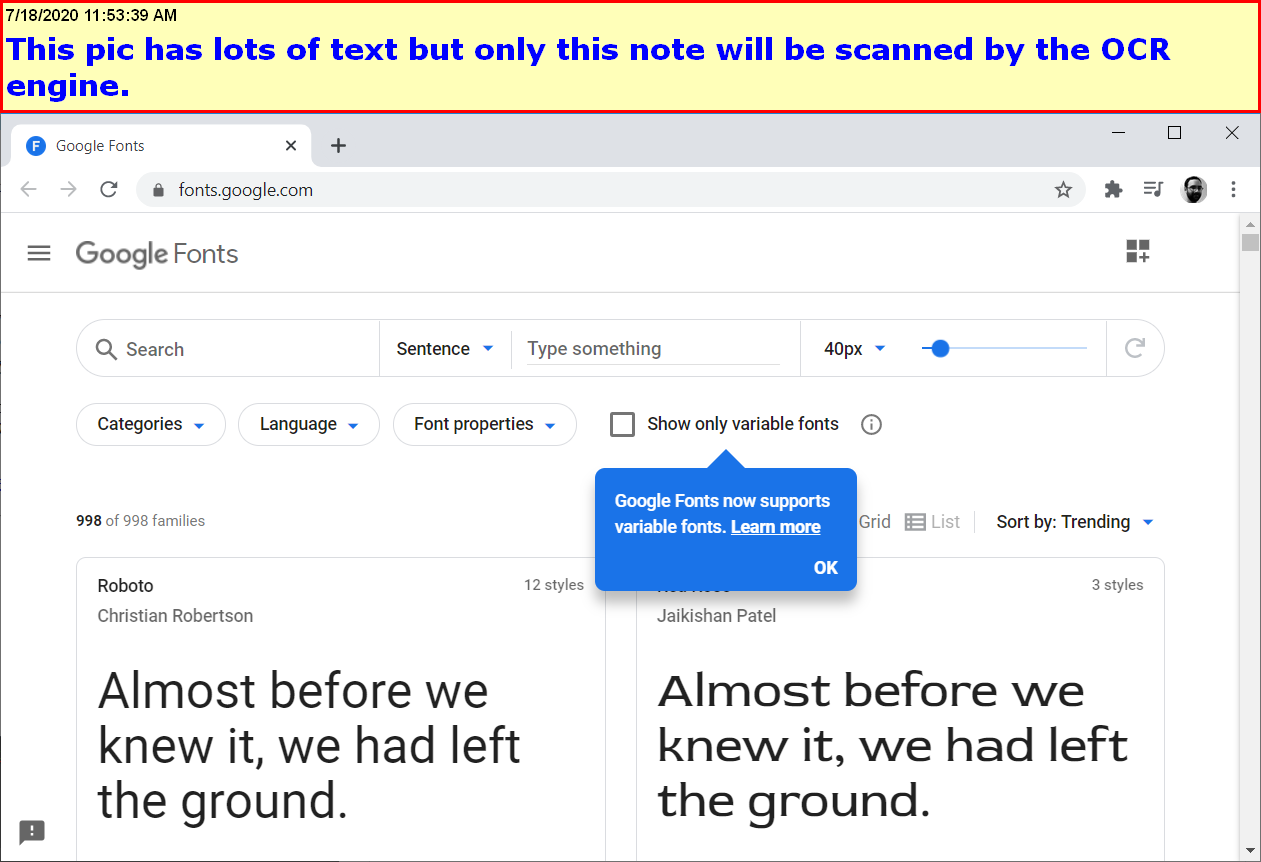 7/18/2020 11:53:39 AM
This pic has lots of text but only this note will be scanned by the OCR
engine.
F Google Fonts
fonts.google.com
Google Fonts
Search Sentence Type something 40px
Categories Language Font properties Show only variable fonts
Google Fonts now supports
variable fonts. Learn more
OK
998 of 998 families Grid List Sort by: Trending
Roboto 12 styles
Christian Robertson
Almost before we
knew it, we had left
the ground.
3 styles
Jaikishan Patel
Almost before we
knew it, we had left
the ground.